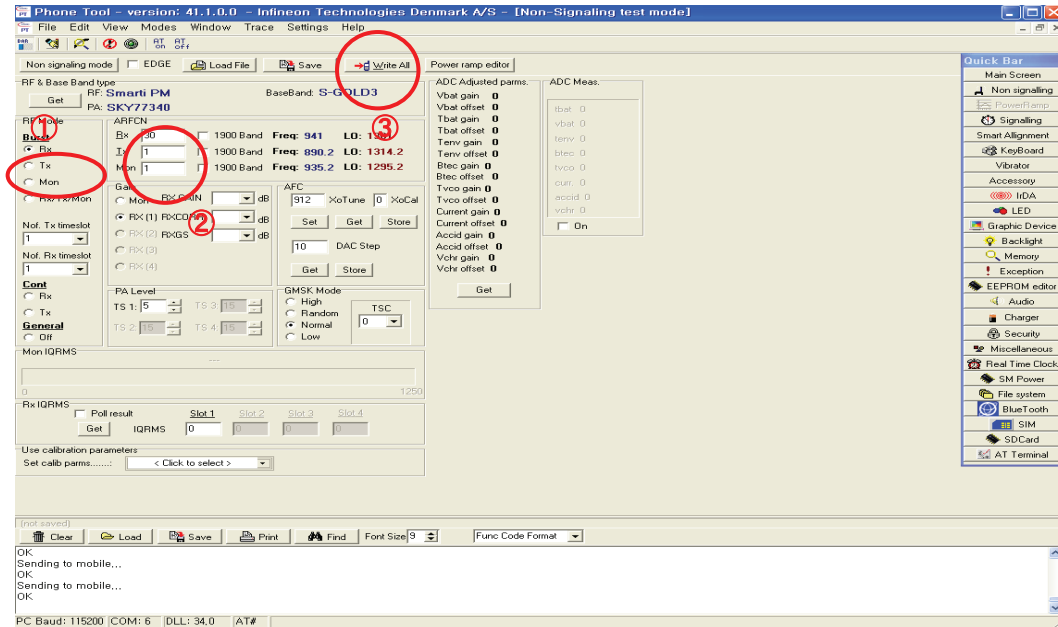 Phone Tool - version: 41.1.0.0 - Infineon Technologies Denmark A/S - [Non-Signaling test mode]
File Edit View Modes Window Trace Settings Help
AT on AT off
Non signaling mode EDGE Load File Save Write All Power ramp editor
RF & Base Band type
Get RF: Smarti PM BaseBand: S-GOLD3
PA: SKY77340
RF Mode
①
Burst
Rx
Tx
Mon
Rx/Tx/Mon
Nof. Tx timeslot
1
Nof. Rx timeslot
1
Cont
Rx
Tx
General
Off
ARFCN
Rx 30 1900 Band Freq: 941 LO:
③
Tx 1 1900 Band Freq: 890.2 LO: 1314.2
Mon 1 1900 Band Freq: 935.2 LO: 1295.2
Gain
Mon RX GAIN dB
RX (1) dB
②
RX (2) RXGS dB
RX (3)
RX (4)
AFC
912 XoTune 0 XoCal
Set Get Store
10 DAC Step
Get Store
PA Level
TS 1: 5 TS 3: 15
TS 2: 15 TS 4: 15
GMSK Mode
High
Random
Normal
Low
TSC
0
Mon IQRMS
---
0 1250
Rx IQRMS
Poll result Slot 1 Slot 2 Slot 3 Slot 4
Get IQRMS 0 0 0 0
Use calibration parameters
Set calib parms......: < Click to select >
ADC Adjusted parms.
Vbat gain 0
Vbat offset 0
Tbat gain 0
Tbat offset 0
Tenv gain 0
Tenv offset 0
Btec gain 0
Btec offset 0
Tvco gain 0
Tvco offset 0
Current gain 0
Current offset 0
Accid gain 0
Accid offset 0
Vchr gain 0
Vchr offset 0
Get
ADC Meas.
tbat 0
vbat 0
tenv 0
btec 0
tvco 0
curr. 0
accid 0
vchr 0
On
Quick Bar
Main Screen
Non signalling
PowerRamp
Signalling
Smart Allignment
KeyBoard
Vibrator
Accessory
IrDA
LED
Graphic Device
Backlight
Memory
Exception
EEPROM editor
Audio
Charger
Security
Miscellaneous
Real Time Clock
SM Power
File system
BlueTooth
SIM
SDCard
AT Terminal
(not saved)
Clear Load Save Print Find Font Size 9 Func Code Format
OK
Sending to mobile...
OK
Sending to mobile...
OK
PC Baud: 115200 COM: 6 DLL: 34.0 AT#